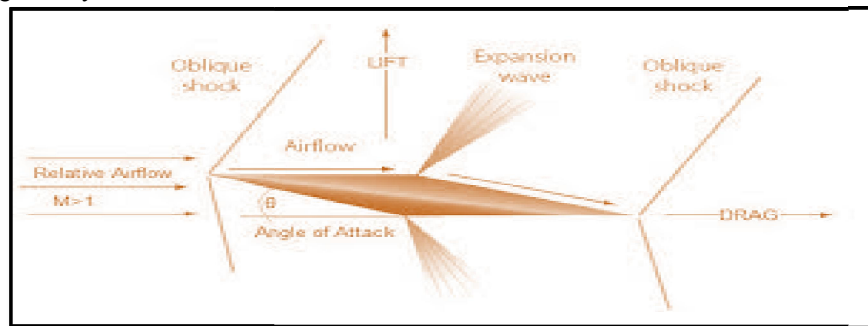 Oblique
shock
LIFT
Expansion
wave
Oblique
shock
Airflow
Relative Airflow
M>1
θ
Angle of Attack
DRAG